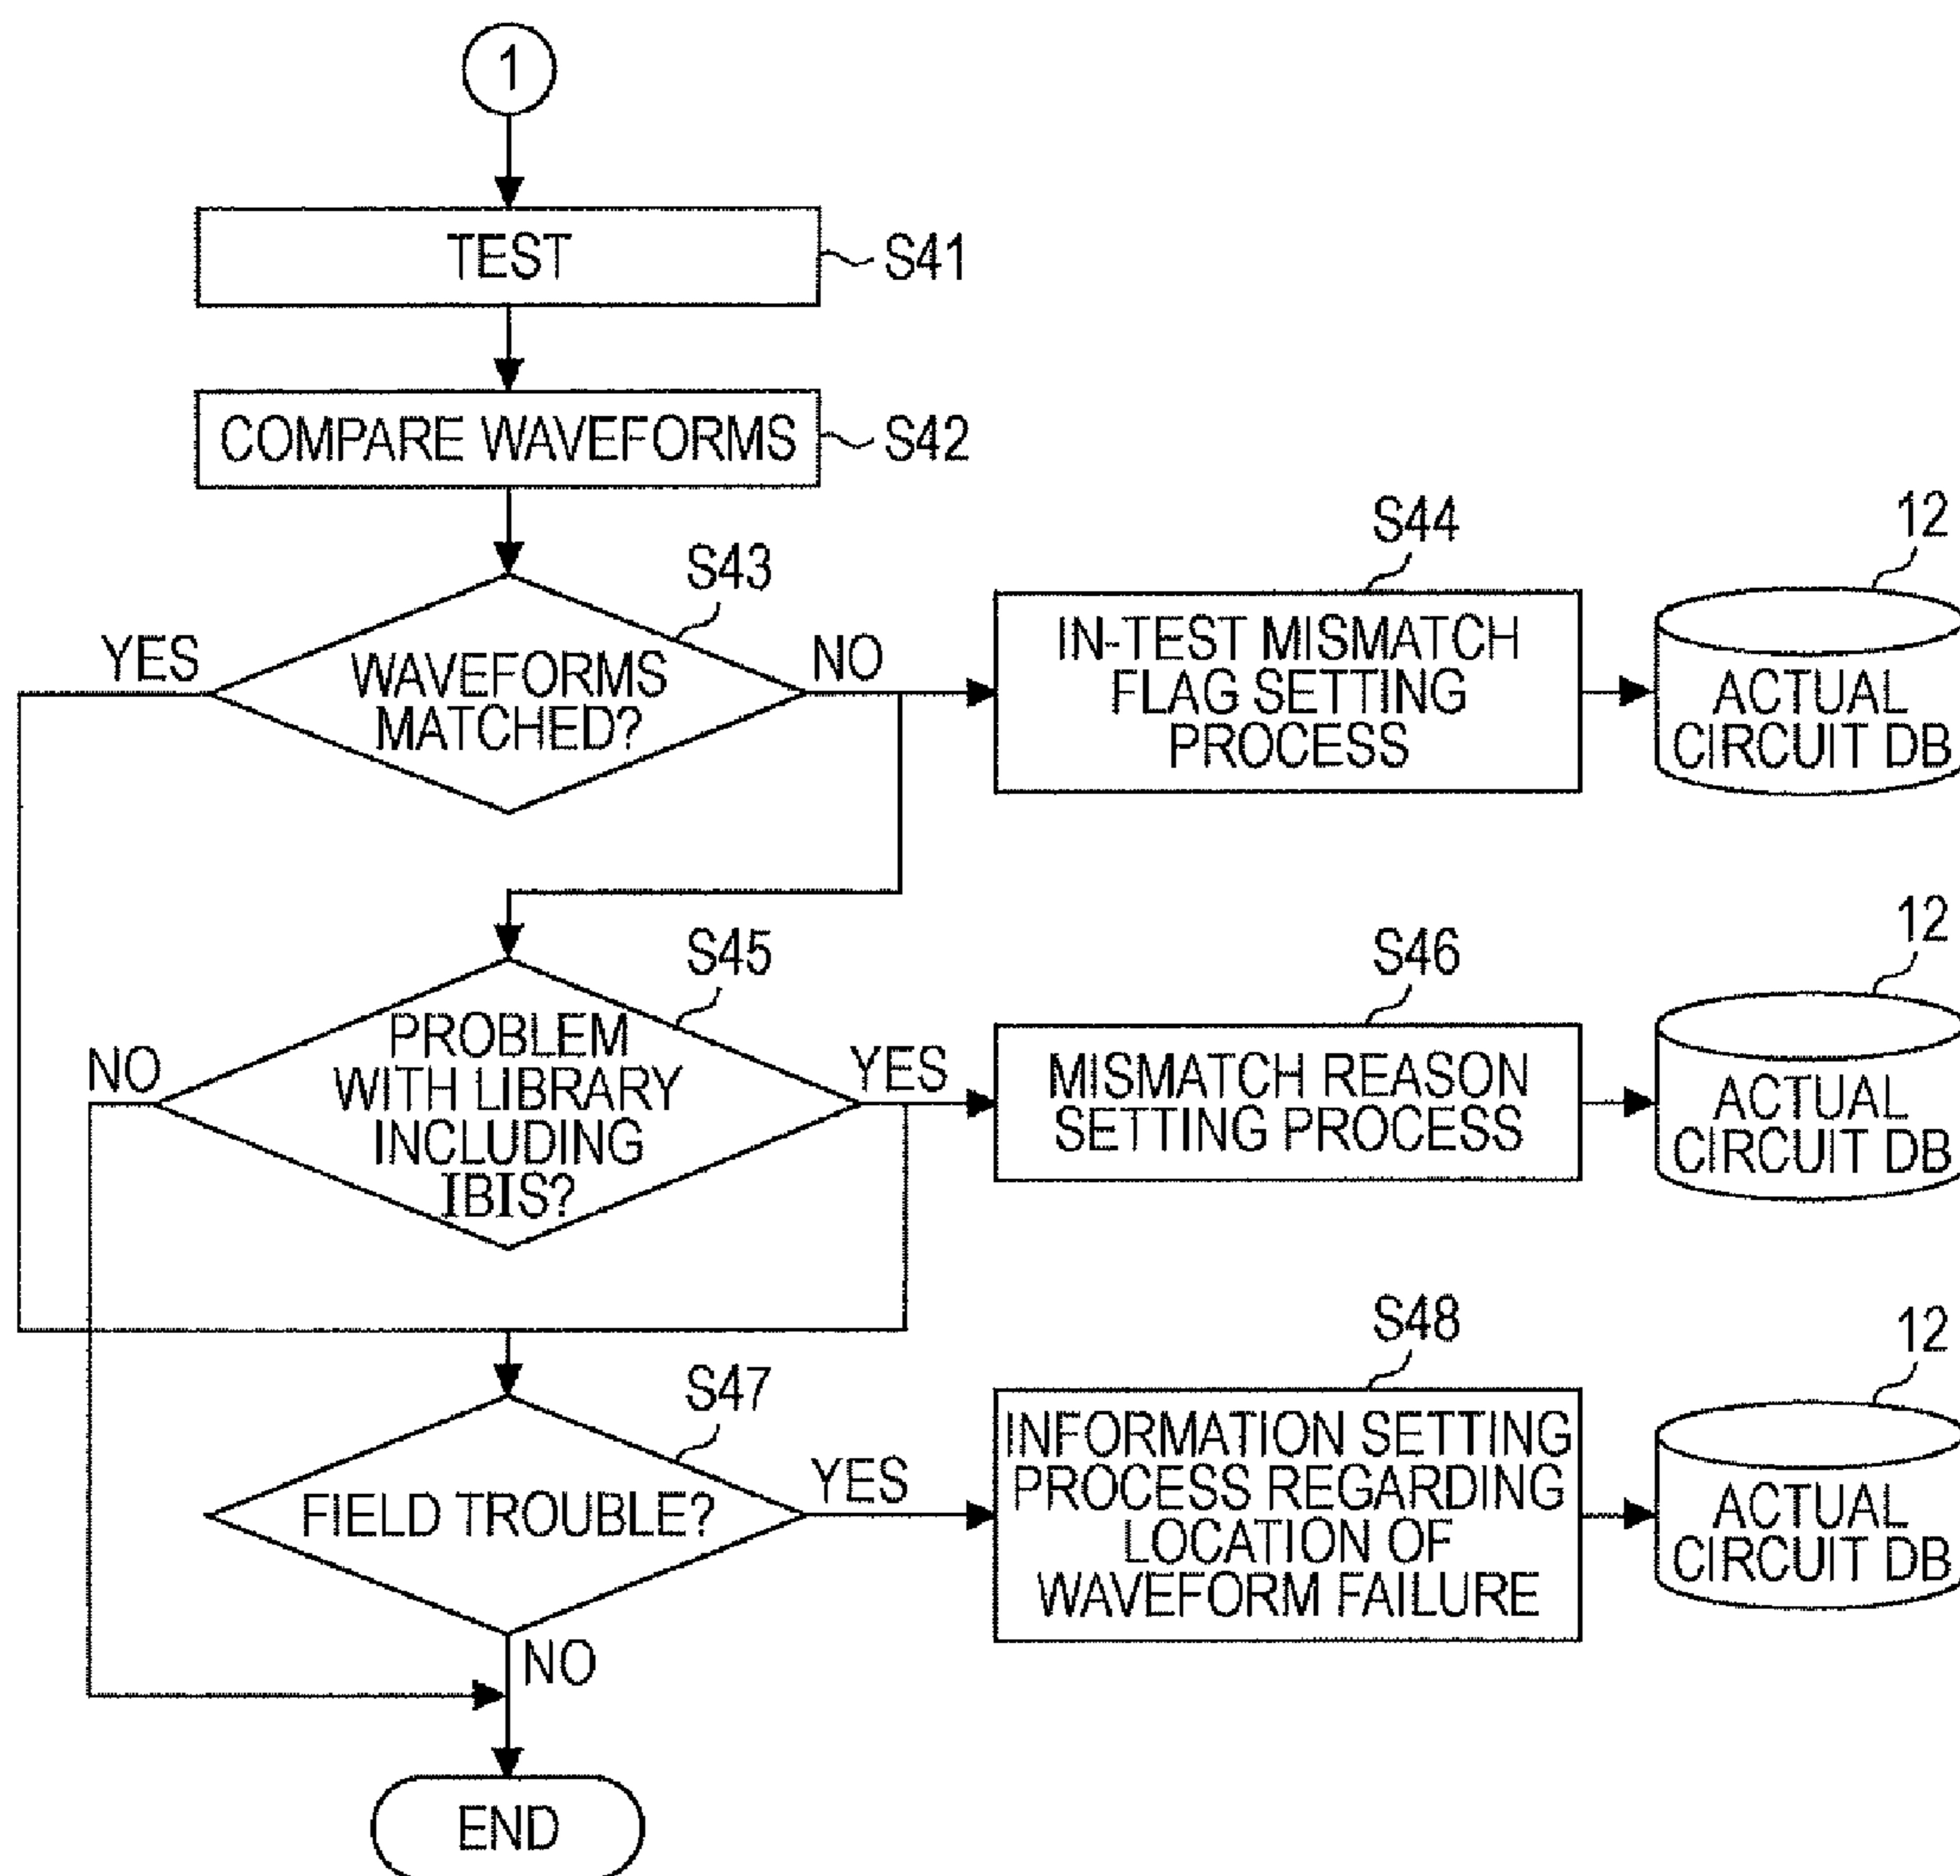 1
TEST
S41
COMPARE WAVEFORMS
S42
S43
YES
WAVEFORMS
MATCHED?
NO
S44
IN-TEST MISMATCH
FLAG SETTING
PROCESS
12
ACTUAL
CIRCUIT DB
S45
NO
PROBLEM
WITH LIBRARY
INCLUDING
IBIS?
YES
S46
MISMATCH REASON
SETTING PROCESS
12
ACTUAL
CIRCUIT DB
S47
FIELD TROUBLE?
YES
NO
S48
INFORMATION SETTING
PROCESS REGARDING
LOCATION OF
WAVEFORM FAILURE
12
ACTUAL
CIRCUIT DB
END